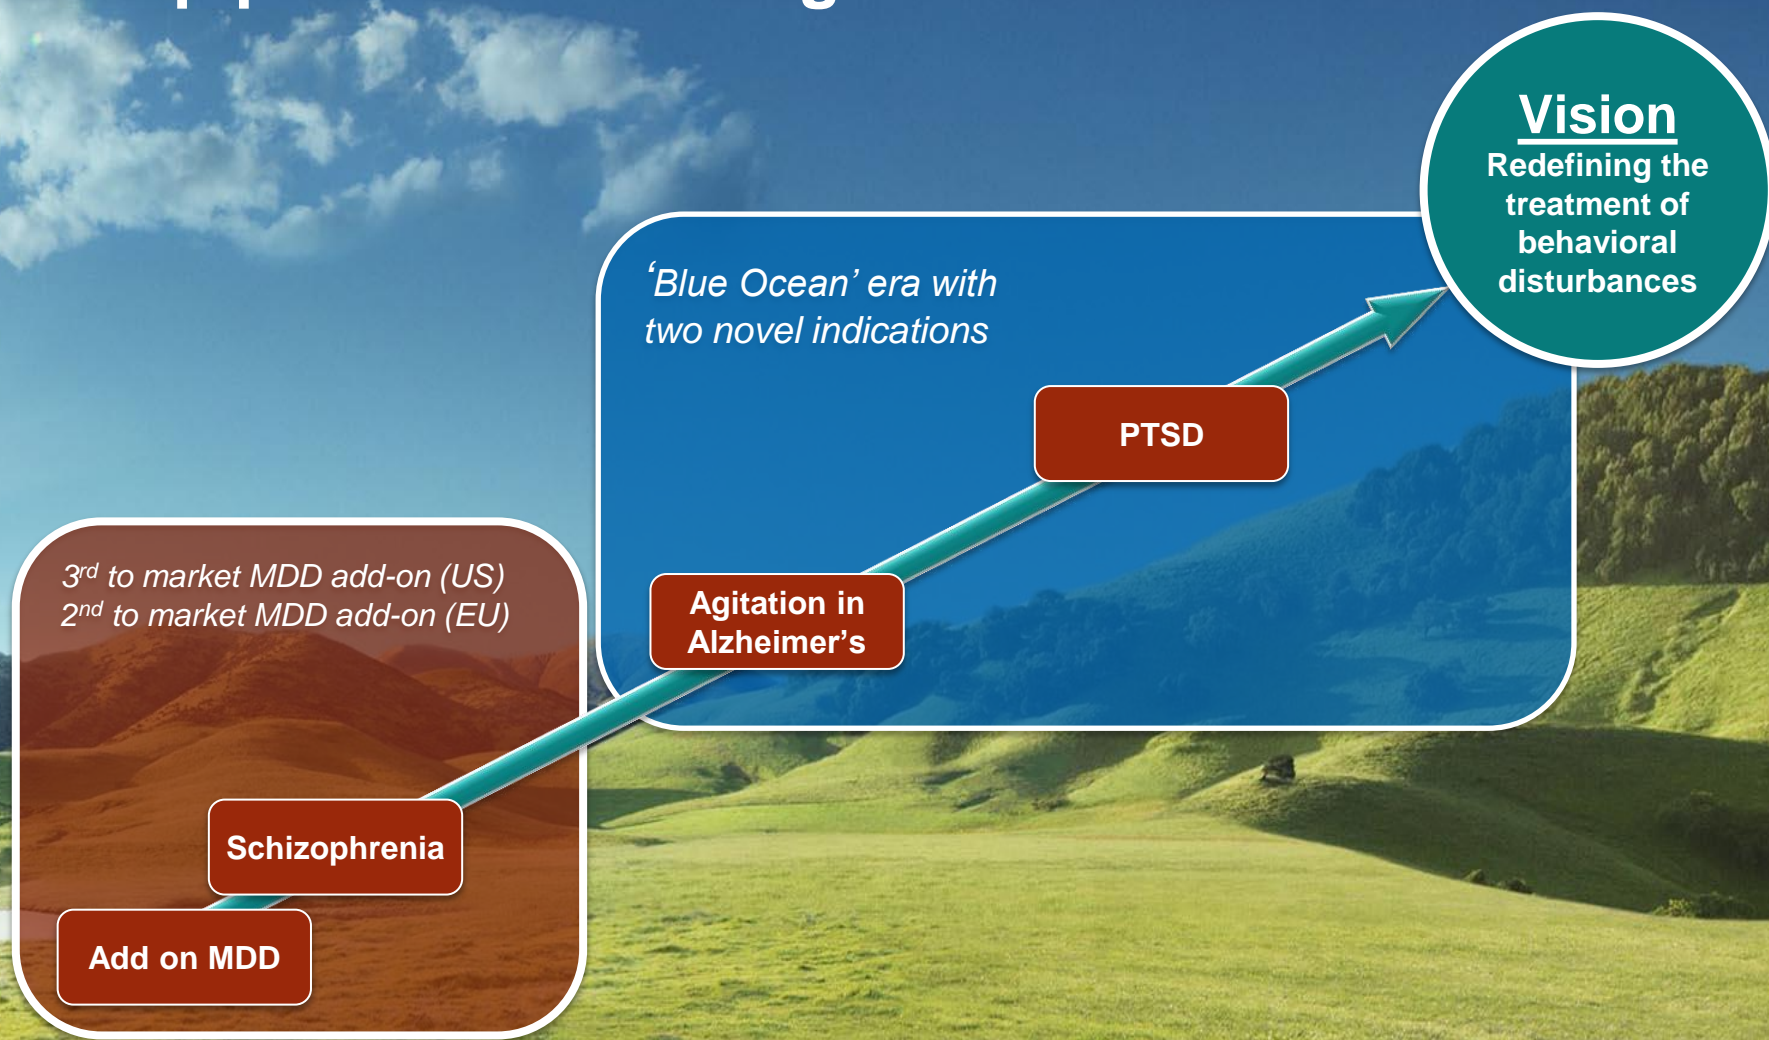 Vision
Redefining the
treatment of
behavioral
disturbances
‘Blue Ocean’ era with
two novel indications
PTSD
3rd to market MDD add-on (US)
2nd to market MDD add-on (EU)
Agitation in
Alzheimer’s
Schizophrenia
Add on MDD